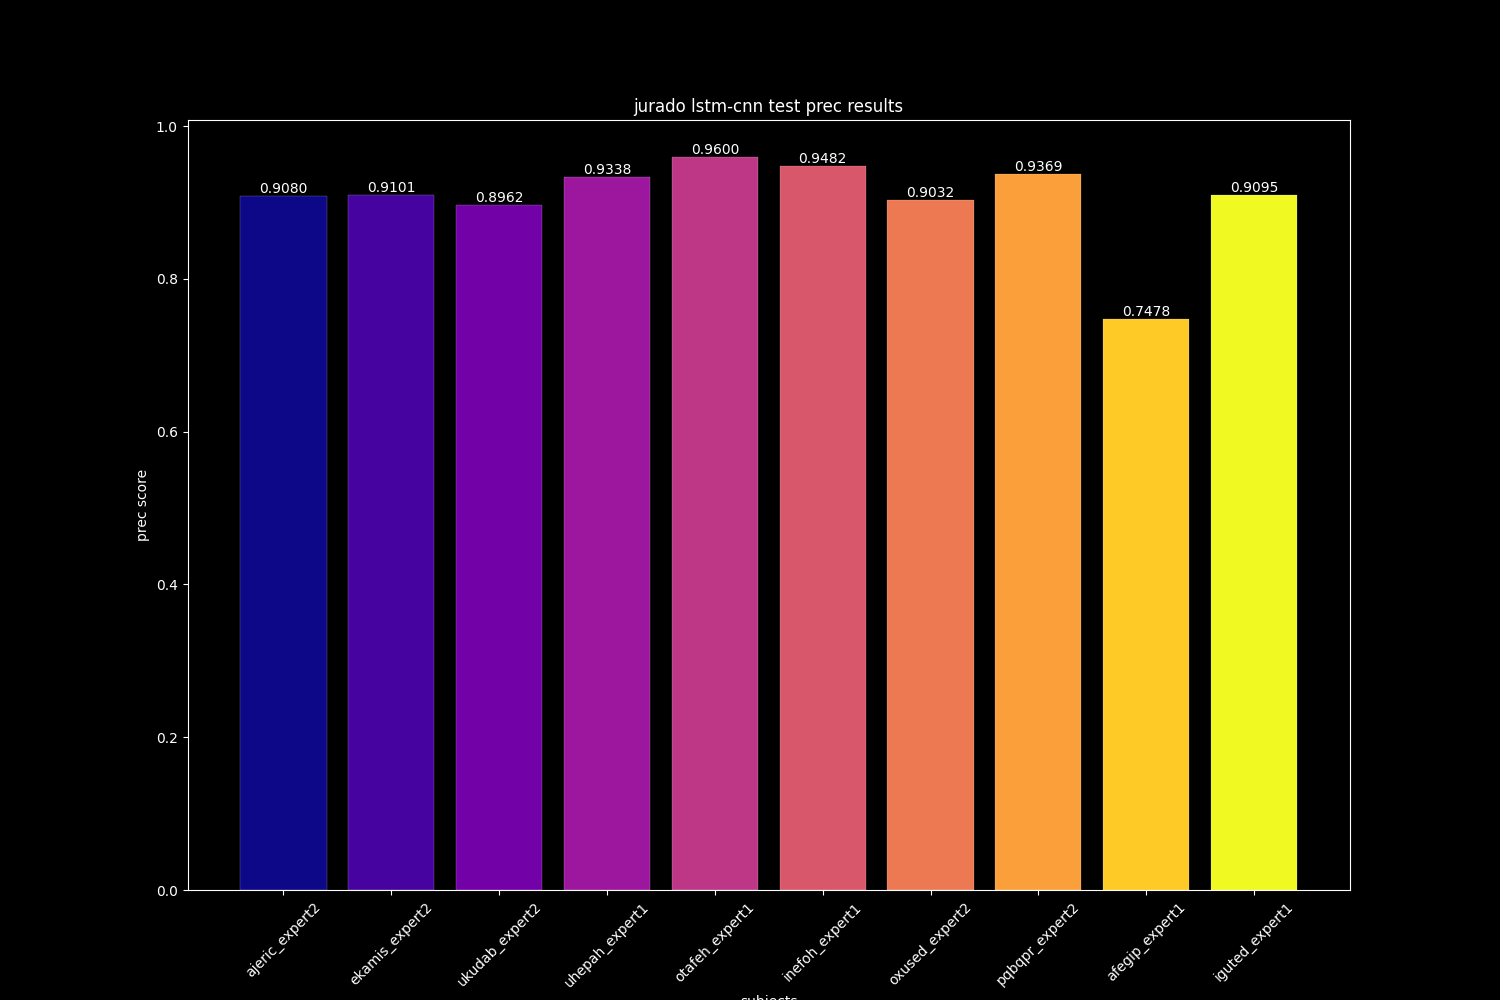 jurado lstm-cnn test prec results
1.0
0.8
0.6
0.4
0.2
0.0
prec score
0.9080
0.9101
0.8962
0.9338
0.9600
0.9482
0.9032
0.9369
0.7478
0.9095
ajeric_expert2
ekamis_expert2
ukudab_expert2
uhepah_expert1
otafeh_expert1
inefoh_expert1
oxused_expert2
pqbqpr_expert2
afegip_expert1
iguted_expert1
subjects